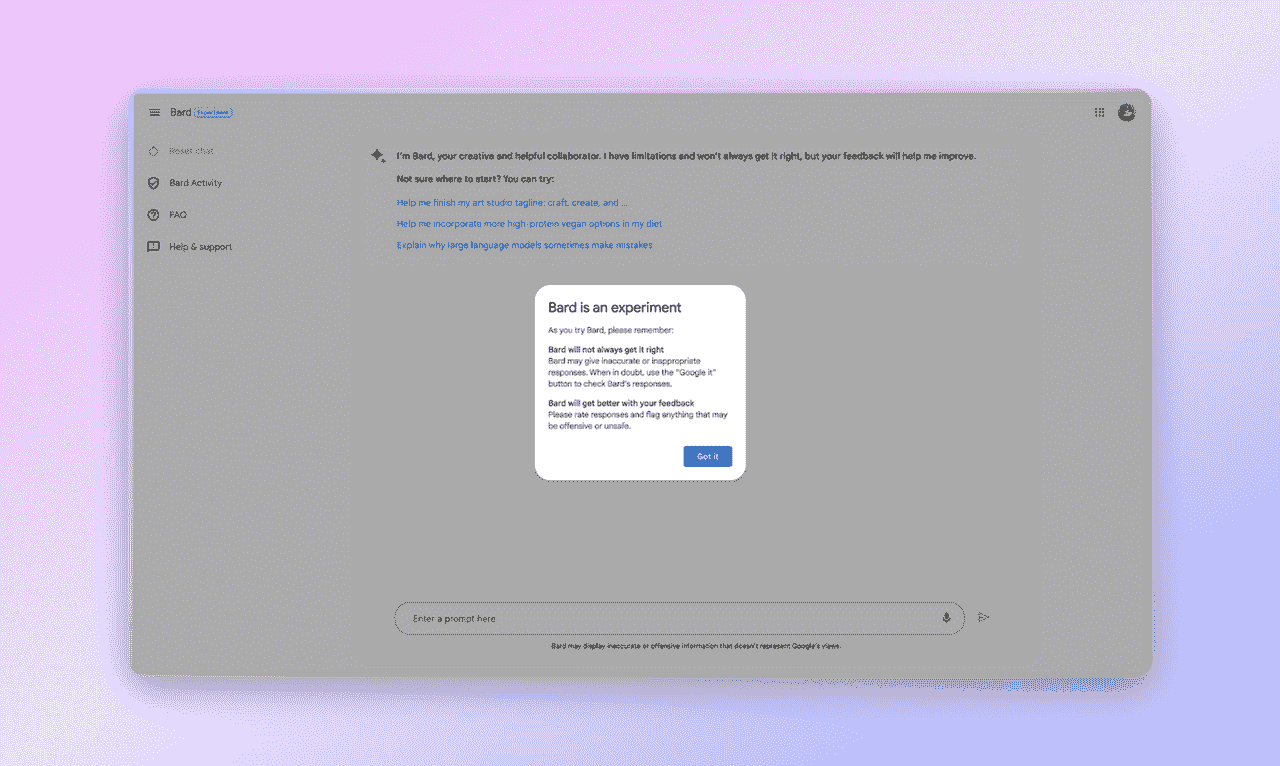 Bard Experiment
Reset chat
Bard Activity
FAQ
Help & support
I'm Bard, your creative and helpful collaborator. I have limitations and won't always get it right, but your feedback will help me improve.
Not sure where to start? You can try:
Help me finish my art studio tagline: craft, create, and ...
Help me incorporate more high-protein vegan options in my diet
Explain why large language models sometimes make mistakes
Bard is an experiment
As you try Bard, please remember:
Bard will not always get it right
Bard may give inaccurate or inappropriate
responses. When in doubt, use the "Google it"
button to check Bard's responses.
Bard will get better with your feedback
Please rate responses and flag anything that may
be offensive or unsafe.
Got it
Enter a prompt here
Bard may display inaccurate or offensive information that doesn't represent Google's views.